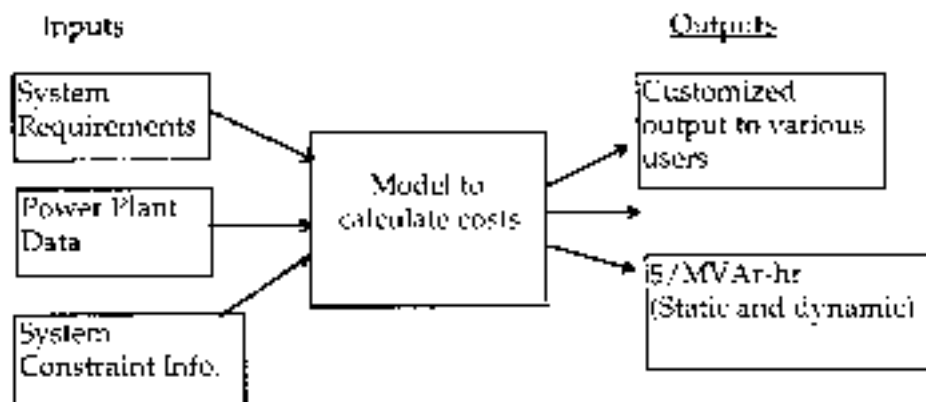 Inputs
Outputs
System
Requirements
Power Plant
Data
System
Constraint Info.
Model to
calculate costs
Customized
output to various
users
$/MVAr-hr
(Static and dynamic)